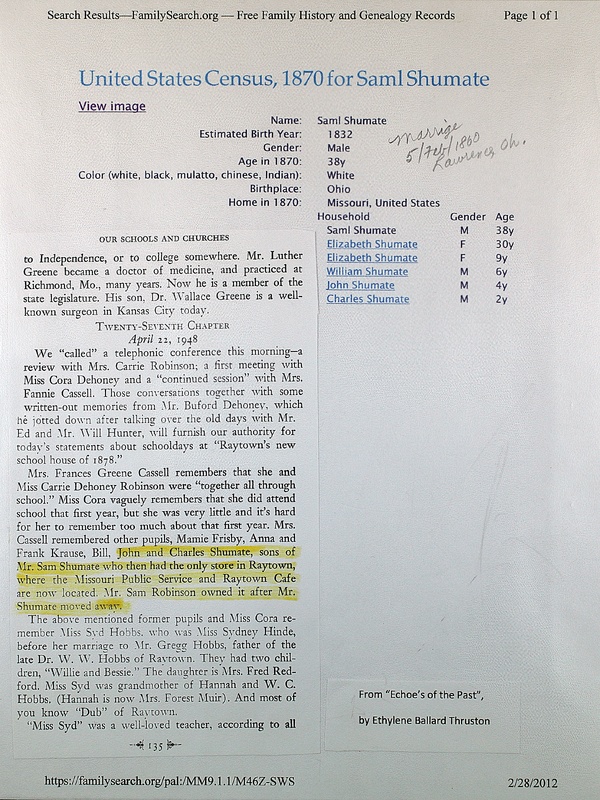 Search Results—FamilySearch.org — Free Family History and Genealogy Records Page 1 of 1
United States Census, 1870 for Saml Shumate
View image
Name: Saml Shumate
Estimated Birth Year: 1832
Gender: Male
Age in 1870: 38y
Color (white, black, mulatto, chinese, Indian): White
Birthplace: Ohio
Home in 1870: Missouri, United States
Marrige
5/Feb/1860
Lawrence, Oh.
Household Gender Age
Saml Shumate M 38y
Elizabeth Shumate F 30y
Elizabeth Shumate F 9y
William Shumate M 6y
John Shumate M 4y
Charles Shumate M 2y
OUR SCHOOLS AND CHURCHES
to Independence, or to college somewhere. Mr. Luther
Greene became a doctor of medicine, and practiced at
Richmond, Mo., many years. Now he is a member of the
state legislature. His son, Dr. Wallace Greene is a well-
known surgeon in Kansas City today.
TWENTY-SEVENTH CHAPTER
April 22, 1948
We "called" a telephonic conference this morning—a
review with Mrs. Carrie Robinson; a first meeting with
Miss Cora Dehoney and a "continued session" with Mrs.
Fannie Cassell. Those conversations together with some
written-out memories from Mr. Buford Dehoney, which
he jotted down after talking over the old days with Mr.
Ed and Mr. Will Hunter, will furnish our authority for
today's statements about schooldays at "Raytown's new
school house of 1878."
Mrs. Frances Greene Cassell remembers that she and
Miss Carrie Dehoney Robinson were "together all through
school." Miss Cora vaguely remembers that she did attend
school that first year, but she was very little and it's hard
for her to remember too much about that first year. Mrs.
Cassell remembered other pupils, Mamie Frisby, Anna and
Frank Krause, Bill, John and Charles Shumate, sons of
Mr. Sam Shumate who then had the only store in Raytown,
where the Missouri Public Service and Raytown Cafe
are now located. Mr. Sam Robinson owned it after Mr.
Shumate moved away.
The above mentioned former pupils and Miss Cora re-
member Miss Syd Hobbs, who was Miss Sydney Hinde,
before her marriage to Mr. Gregg Hobbs, father of the
late Dr. W. W. Hobbs of Raytown. They had two chil-
dren, "Willie and Bessie." The daughter is Mrs. Fred Red-
ford. Miss Syd was grandmother of Hannah and W. C.
Hobbs. (Hannah is now Mrs. Forest Muir). And most of
you know "Dub" of Raytown.
"Miss Syd" was a well-loved teacher, according to all
135
From "Echoe's of the Past",
by Ethylene Ballard Thruston
https://familysearch.org/pal:/MM9.1.1/M46Z-SWS 2/28/2012